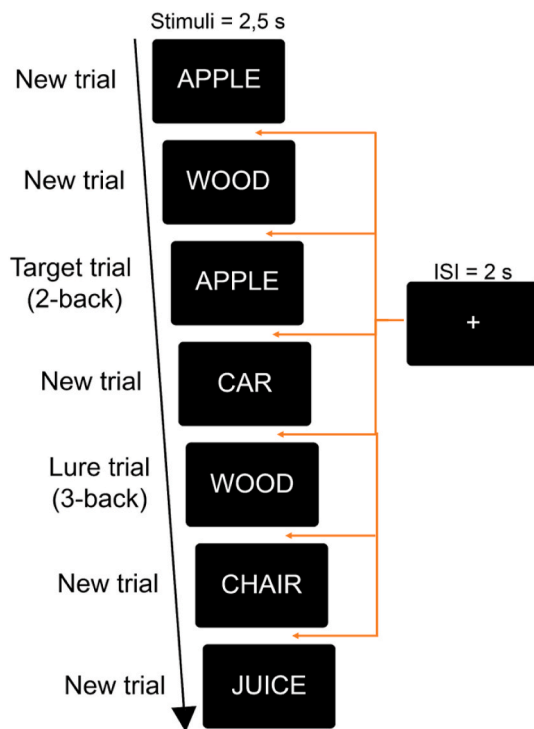 Stimuli = 2,5 s
New trial
APPLE
New trial
WOOD
Target trial
(2-back)
APPLE
ISI = 2 s
+
New trial
CAR
Lure trial
(3-back)
WOOD
New trial
CHAIR
New trial
JUICE